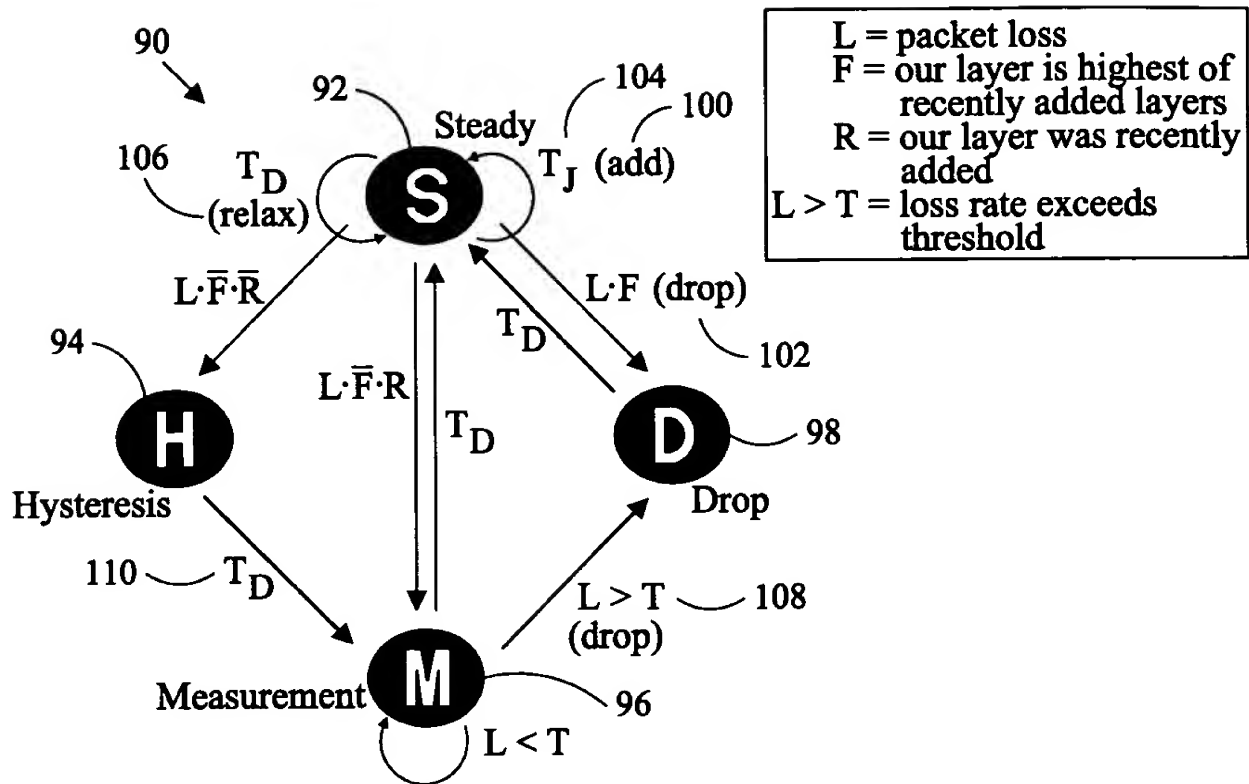 90
92
104
100
Steady
106
T_D
(relax)
S
T_J (add)
L = packet loss
F = our layer is highest of
recently added layers
R = our layer was recently
added
L > T = loss rate exceeds
threshold
L·F̅·R̅
L·F (drop)
94
T_D
102
L·F̅·R
T_D
H
D
98
Hysteresis
Drop
110
T_D
L > T
108
(drop)
Measurement
M
96
L < T